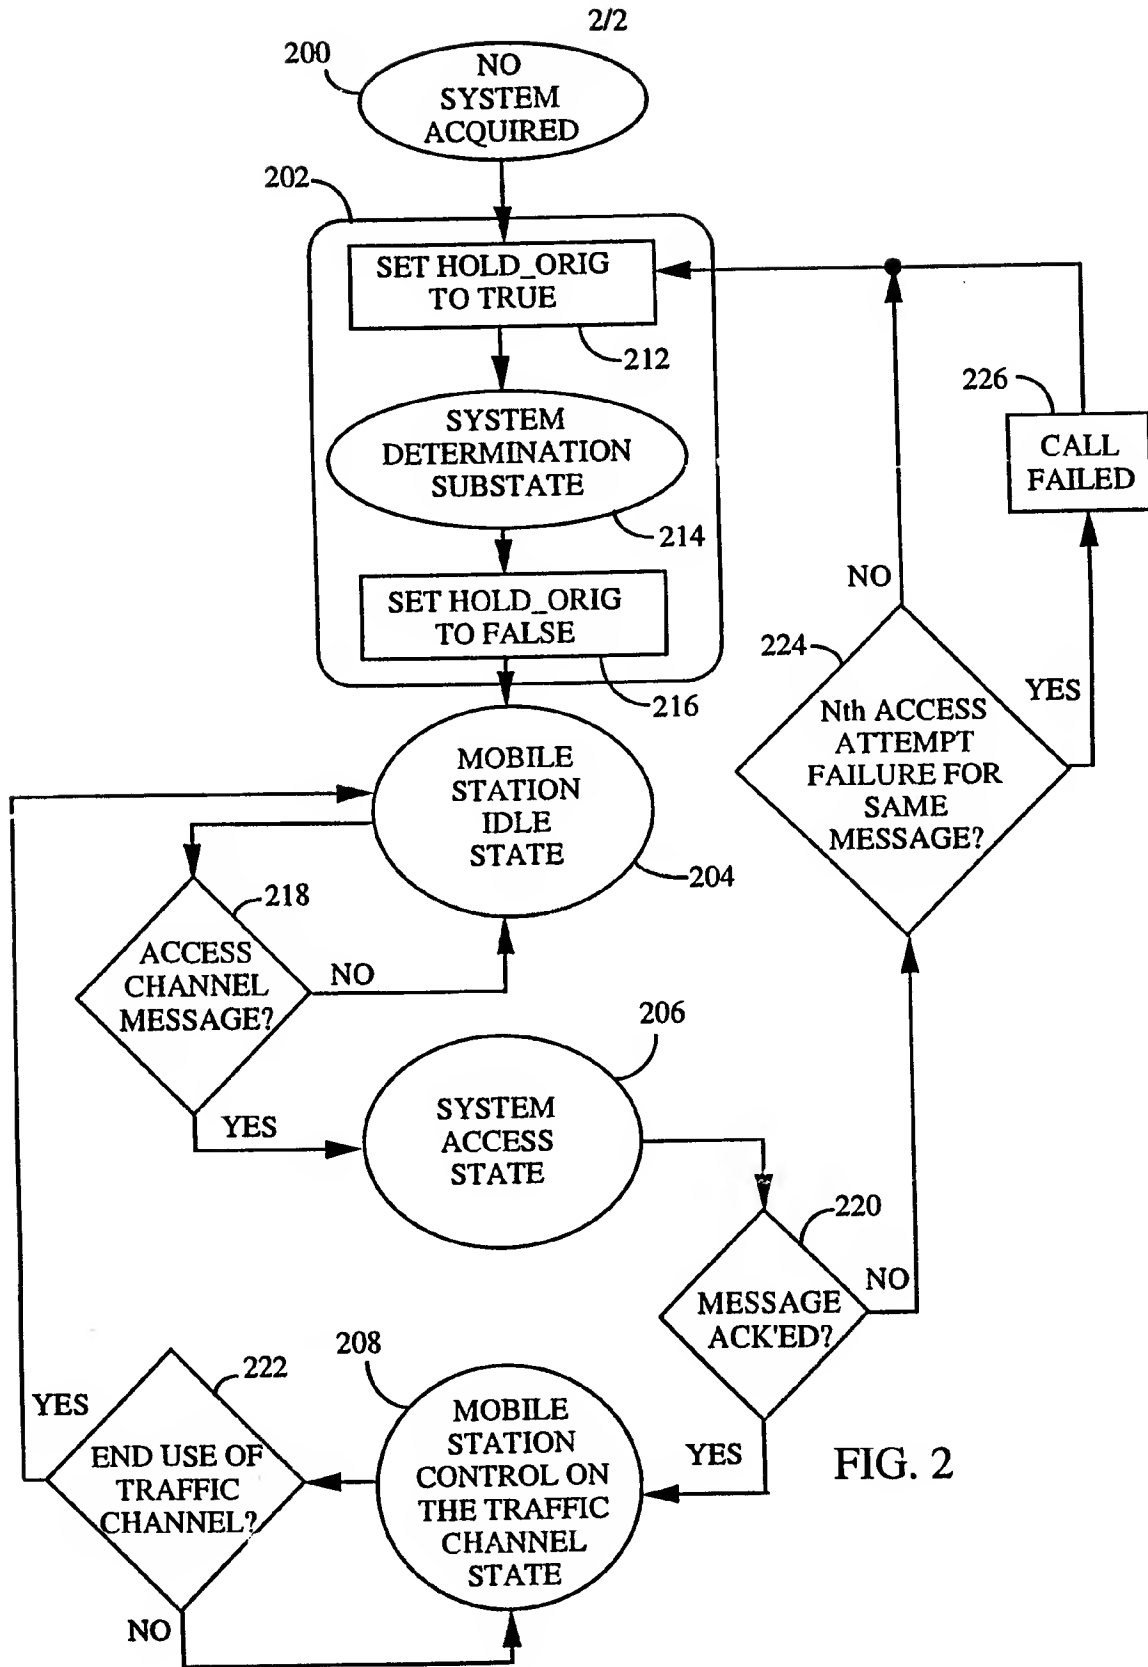 2/2
200
NO
SYSTEM
ACQUIRED
202
SET HOLD_ORIG
TO TRUE
212
226
SYSTEM
DETERMINATION
SUBSTATE
214
CALL
FAILED
SET HOLD_ORIG
TO FALSE
216
NO
224
YES
Nth ACCESS
ATTEMPT
FAILURE FOR
SAME
MESSAGE?
MOBILE
STATION
IDLE
STATE
204
218
ACCESS
CHANNEL
MESSAGE?
NO
206
YES
SYSTEM
ACCESS
STATE
220
NO
MESSAGE
ACK'ED?
208
222
YES
END USE OF
TRAFFIC
CHANNEL?
MOBILE
STATION
CONTROL ON
THE TRAFFIC
CHANNEL
STATE
YES
FIG. 2
NO